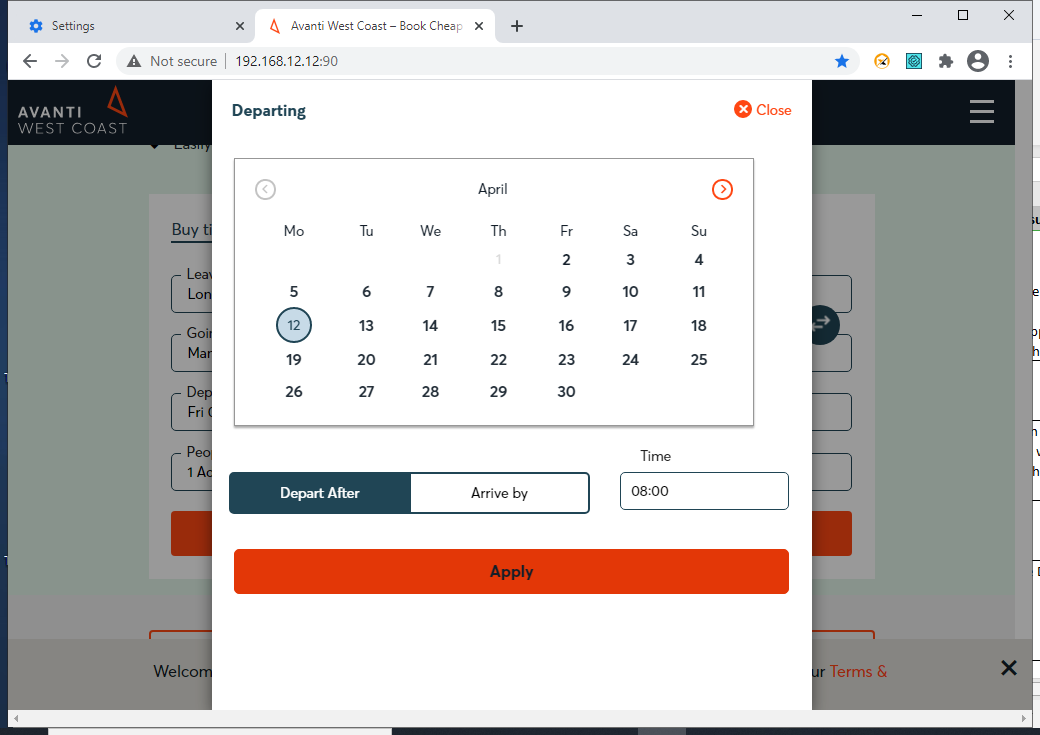 Settings
Avanti West Coast – Book Cheap
Not secure
192.168.12.12:90
AVANTI
WEST COAST
Departing
Close
Easily
April
Mo Tu We Th Fr Sa Su
1 2 3 4
5 6 7 8 9 10 11
12 13 14 15 16 17 18
19 20 21 22 23 24 25
26 27 28 29 30
Buy ti
Leav
Lon
Goin
Man
Dep
Fri
Peop
1 Ad
Time
Depart After
Arrive by
08:00
Apply
Welcom
ur Terms &